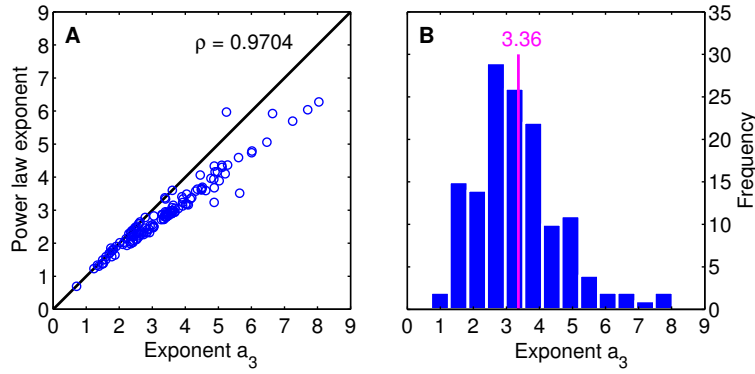 A
ρ = 0.9704
Power law exponent
9
8
7
6
5
4
3
2
1
0
0 1 2 3 4 5 6 7 8 9
Exponent a3
B
3.36
35
30
25
20
15
10
5
0
Frequency
0 1 2 3 4 5 6 7 8 9
Exponent a3